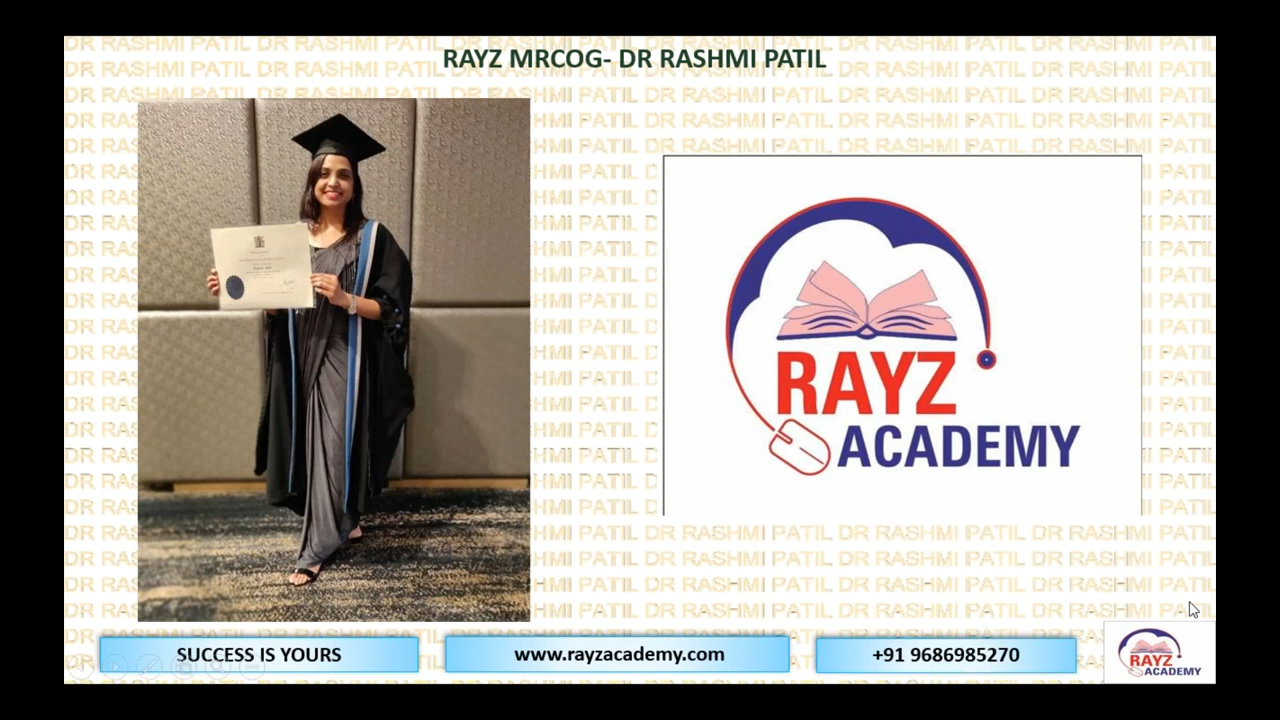 RAYZ MRCOG- DR RASHMI PATIL
RAYZ
ACADEMY
SUCCESS IS YOURS
www.rayzacademy.com
+91 9686985270
RAYZ
ACADEMY